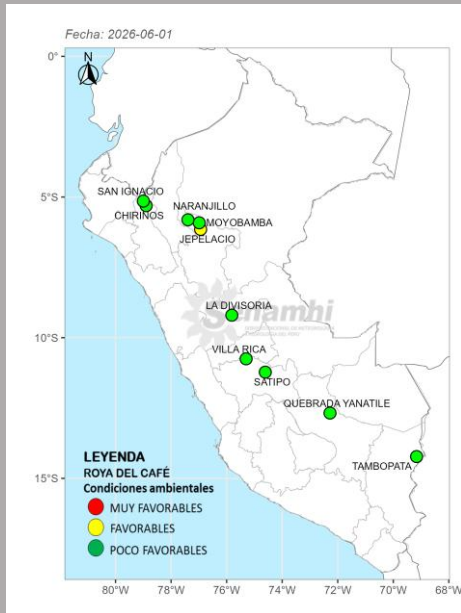 Fecha: 2026-06-01
N
0°
SAN IGNACIO
NARANJILLO
5°S
CHIRINOS
MOYOBAMBA
JEPELACIO
LA DIVISORIA
Senamhi
10°S
VILLA RICA
SATIPO
QUEBRADA YANATILE
TAMBOPATA
15°S
LEYENDA
ROYA DEL CAFÉ
Condiciones ambientales
MUY FAVORABLES
FAVORABLES
POCO FAVORABLES
80°W 78°W 76°W 74°W 72°W 70°W 68°W